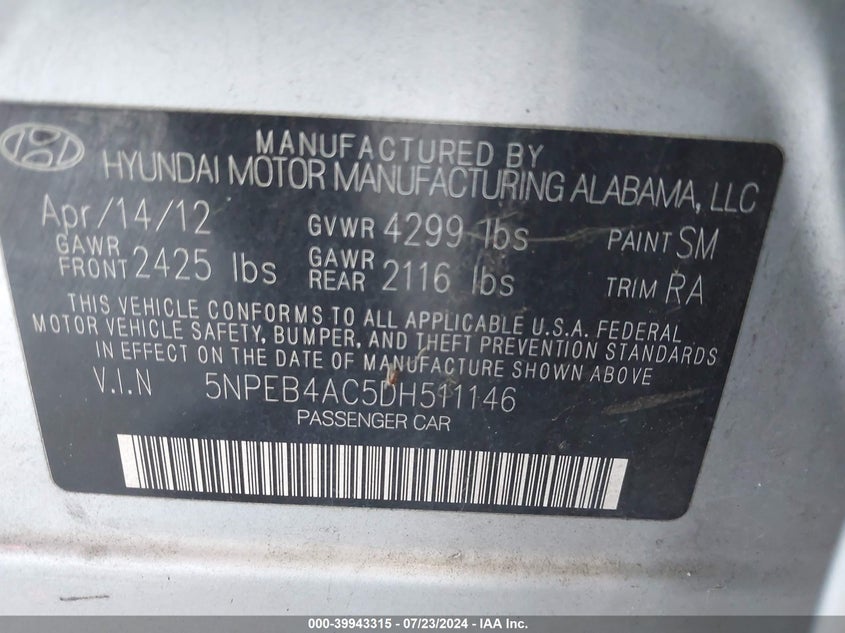 MANUFACTURED BY
HYUNDAI MOTOR MANUFACTURING ALABAMA, LLC
Apr/14/12 GVWR 4299 lbs PAINT SM
GAWR FRONT 2425 lbs GAWR REAR 2116 lbs TRIM RA
THIS VEHICLE CONFORMS TO ALL APPLICABLE U.S.A. FEDERAL
MOTOR VEHICLE SAFETY, BUMPER, AND THEFT PREVENTION STANDARDS
IN EFFECT ON THE DATE OF MANUFACTURE SHOWN ABOVE
V.I.N 5NPEB4AC5DH511146
PASSENGER CAR
000-39943315 - 07/23/2024 - IAA Inc.